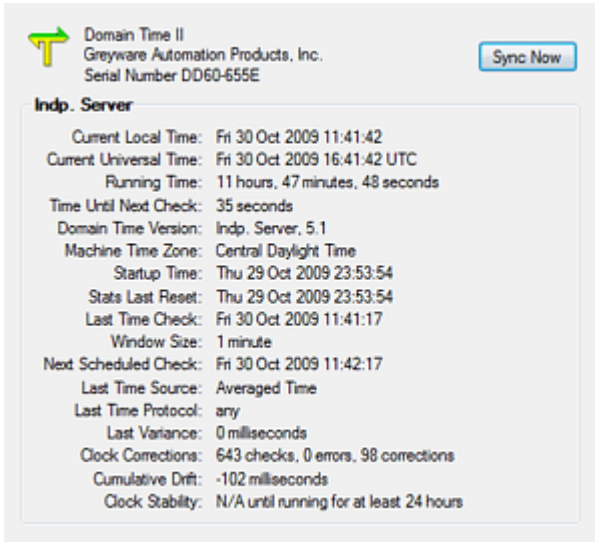 Domain Time II
Greyware Automation Products, Inc.
Serial Number DD60-655E
Sync Now
Indp. Server
Current Local Time: Fri 30 Oct 2009 11:41:42
Current Universal Time: Fri 30 Oct 2009 16:41:42 UTC
Running Time: 11 hours, 47 minutes, 48 seconds
Time Until Next Check: 35 seconds
Domain Time Version: Indp. Server, 5.1
Machine Time Zone: Central Daylight Time
Startup Time: Thu 29 Oct 2009 23:53:54
Stats Last Reset: Thu 29 Oct 2009 23:53:54
Last Time Check: Fri 30 Oct 2009 11:41:17
Window Size: 1 minute
Next Scheduled Check: Fri 30 Oct 2009 11:42:17
Last Time Source: Averaged Time
Last Time Protocol: any
Last Variance: 0 milliseconds
Clock Corrections: 643 checks, 0 errors, 98 corrections
Cumulative Drift: -102 milliseconds
Clock Stability: N/A until running for at least 24 hours